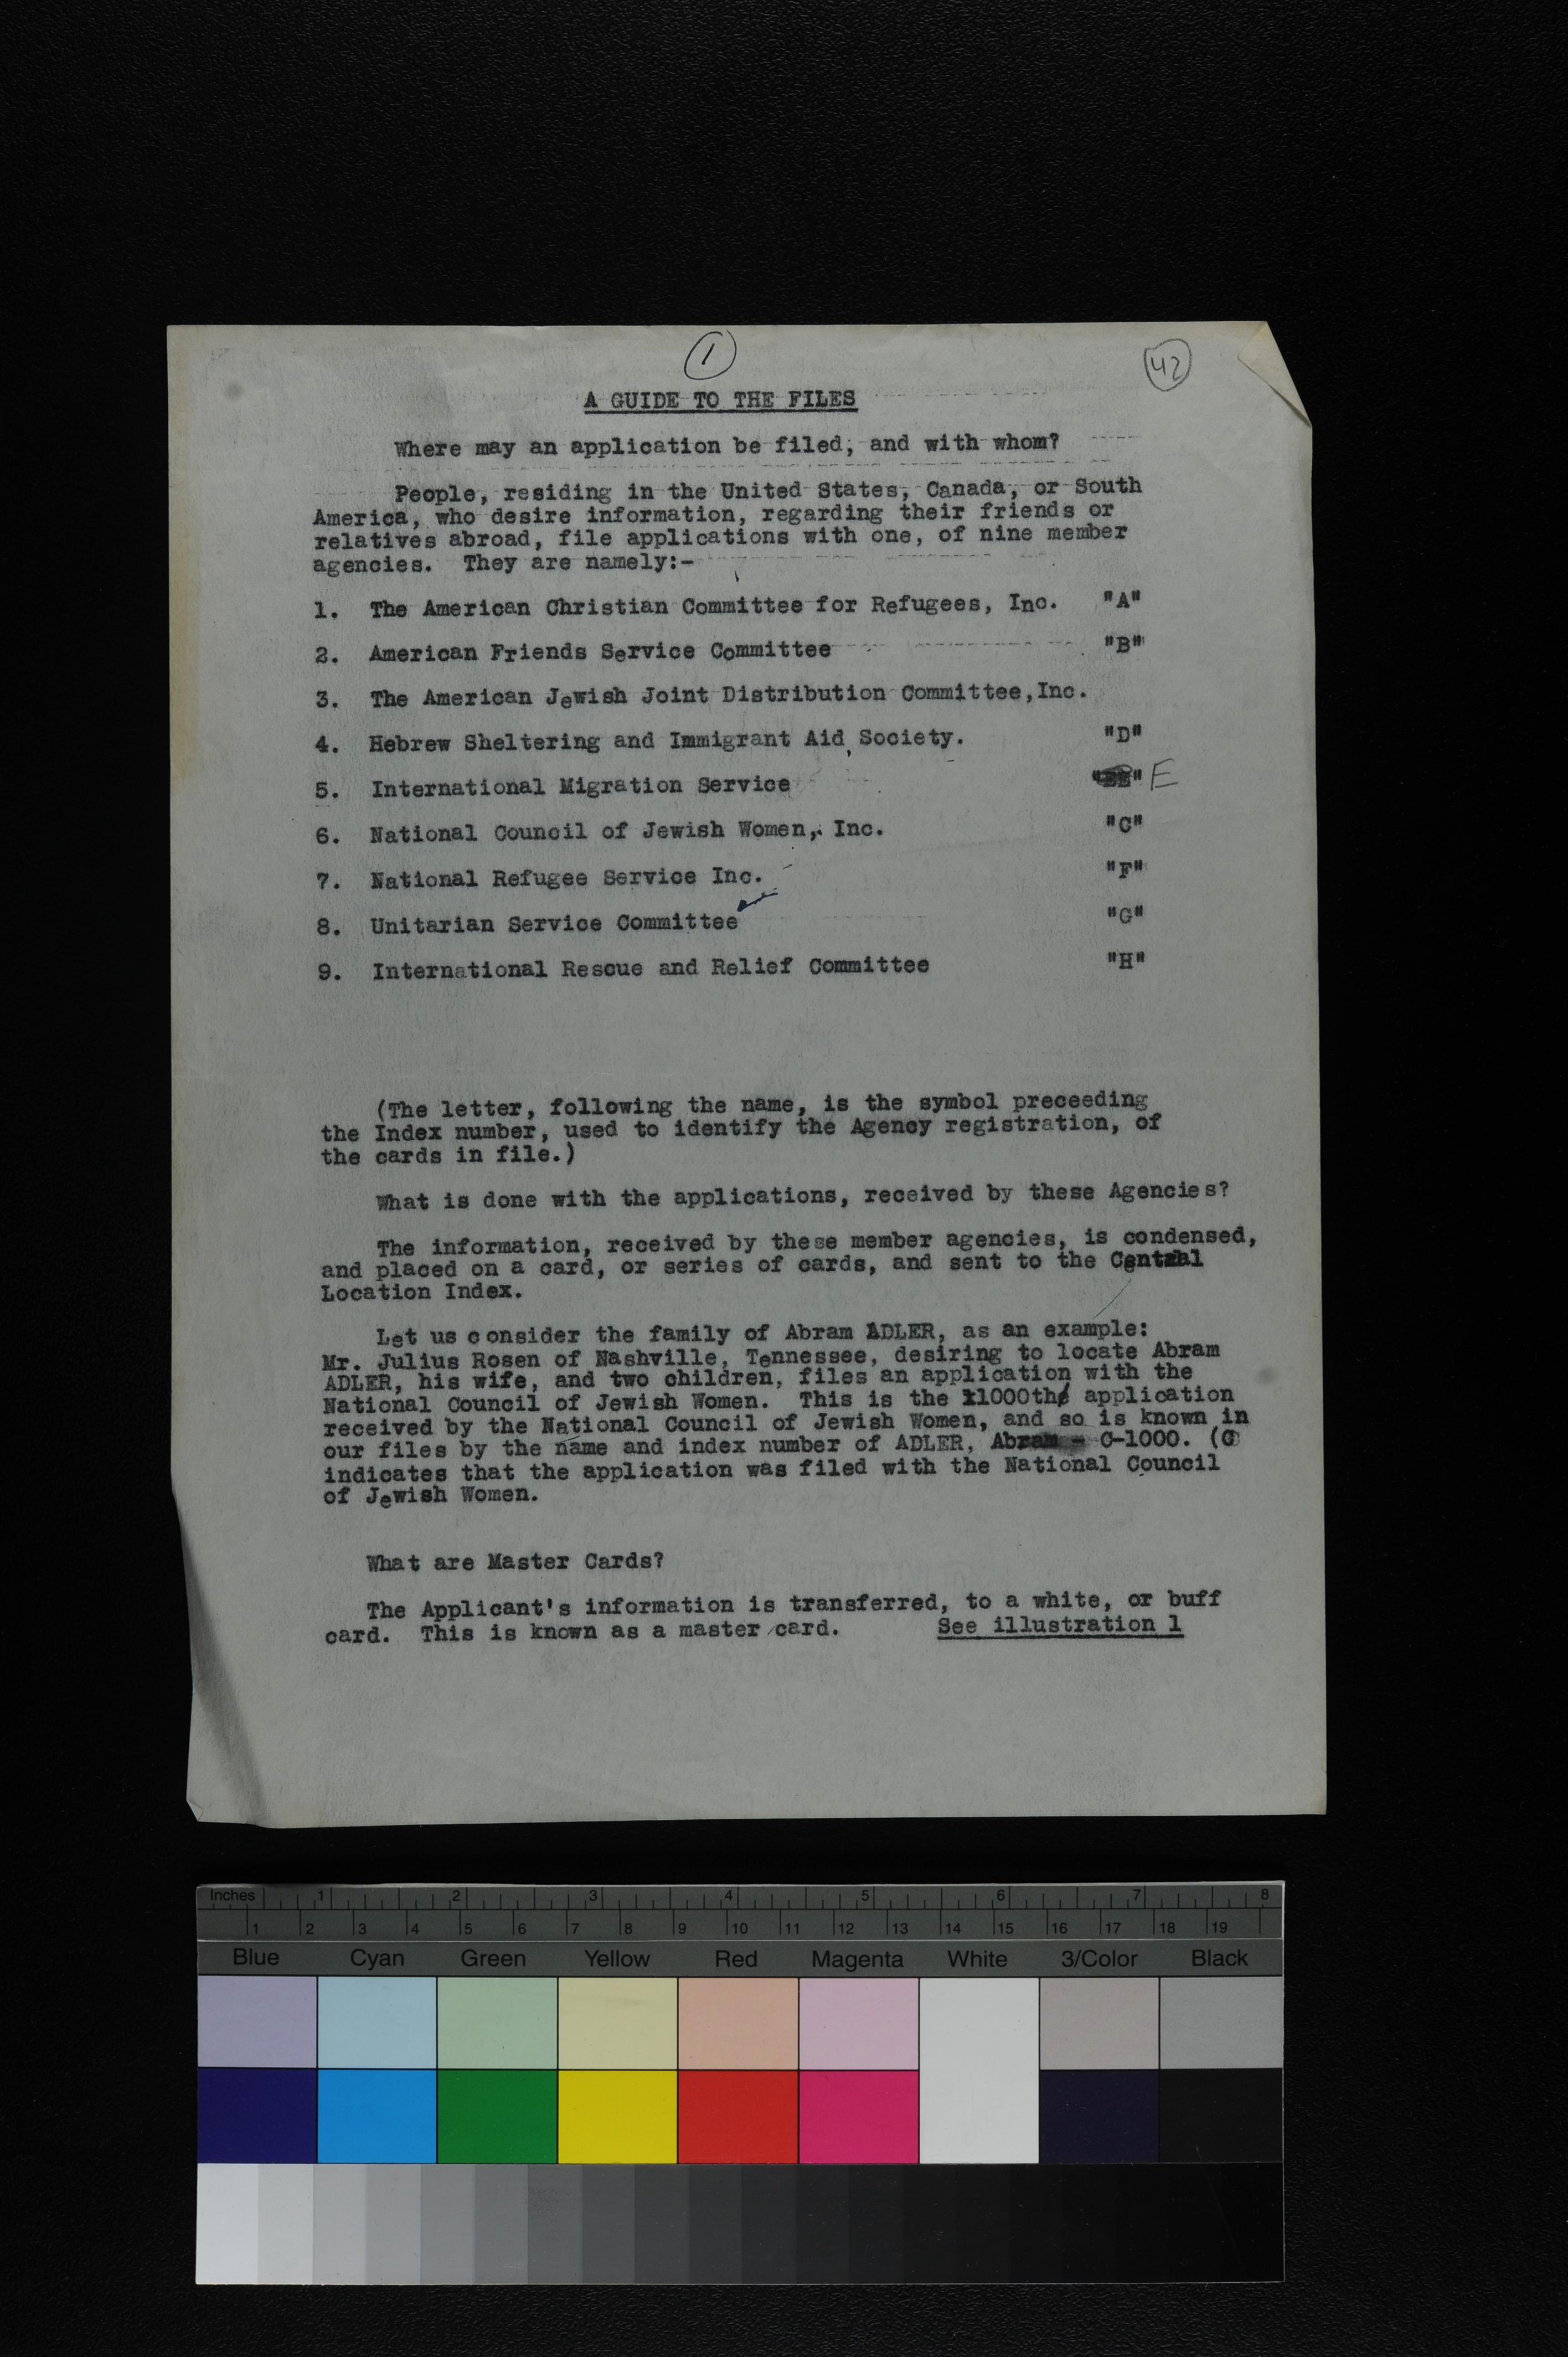 1
42
A GUIDE TO THE FILES
Where may an application be filed, and with whom?
People, residing in the United States, Canada, or South
America, who desire information, regarding their friends or
relatives abroad, file applications with one, of nine member
agencies. They are namely:-
1. The American Christian Committee for Refugees, Inc. "A"
2. American Friends Service Committee "B"
3. The American Jewish Joint Distribution Committee,Inc.
4. Hebrew Sheltering and Immigrant Aid Society. "D"
5. International Migration Service E
6. National Council of Jewish Women, Inc. "C"
7. National Refugee Service Inc. "F"
8. Unitarian Service Committee "G"
9. International Rescue and Relief Committee "H"
(The letter, following the name, is the symbol preceeding
the Index number, used to identify the Agency registration, of
the cards in file.)
What is done with the applications, received by these Agencies?
The information, received by these member agencies, is condensed,
and placed on a card, or series of cards, and sent to the Central
Location Index.
Let us consider the family of Abram ADLER, as an example:
Mr. Julius Rosen of Nashville, Tennessee, desiring to locate Abram
ADLER, his wife, and two children, files an application with the
National Council of Jewish Women. This is the 1000th application
received by the National Council of Jewish Women, and so is known in
our files by the name and index number of ADLER, Abram - C-1000. (C
indicates that the application was filed with the National Council
of Jewish Women.
What are Master Cards?
The Applicant's information is transferred, to a white, or buff
card. This is known as a master card. See illustration 1
Inches 1 2 3 4 5 6 7 8
1 2 3 4 5 6 7 8 9 10 11 12 13 14 15 16 17 18 19
Blue Cyan Green Yellow Red Magenta White 3/Color Black